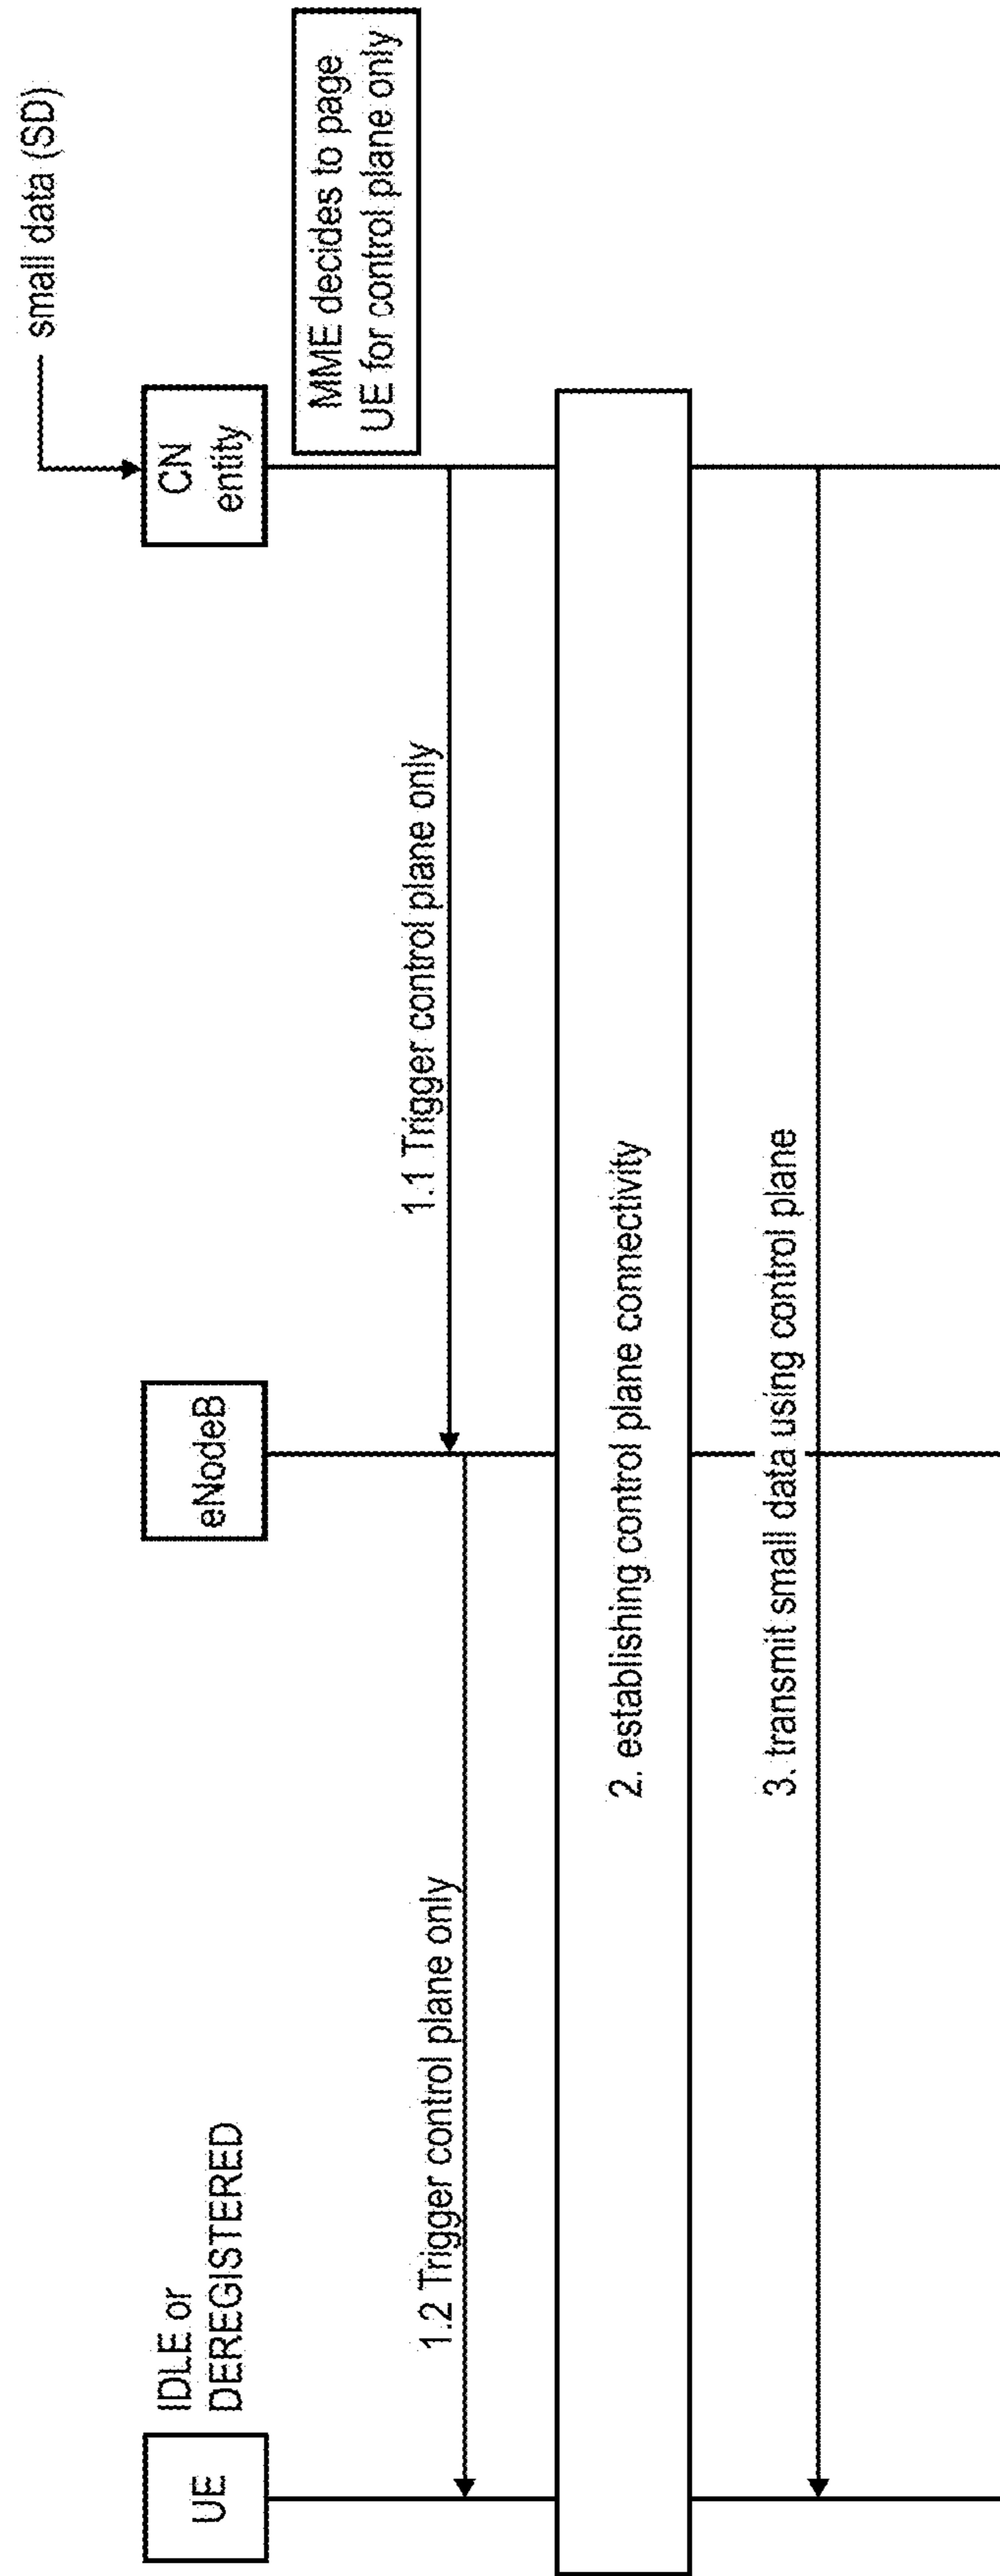 small data (SD)
IDLE or
DEREGISTERED
UE
eNodeB
CN
entity
MME decides to page
UE for control plane only
1.1 Trigger control plane only
1.2 Trigger control plane only
2. establishing control plane connectivity
3. transmit small data using control plane